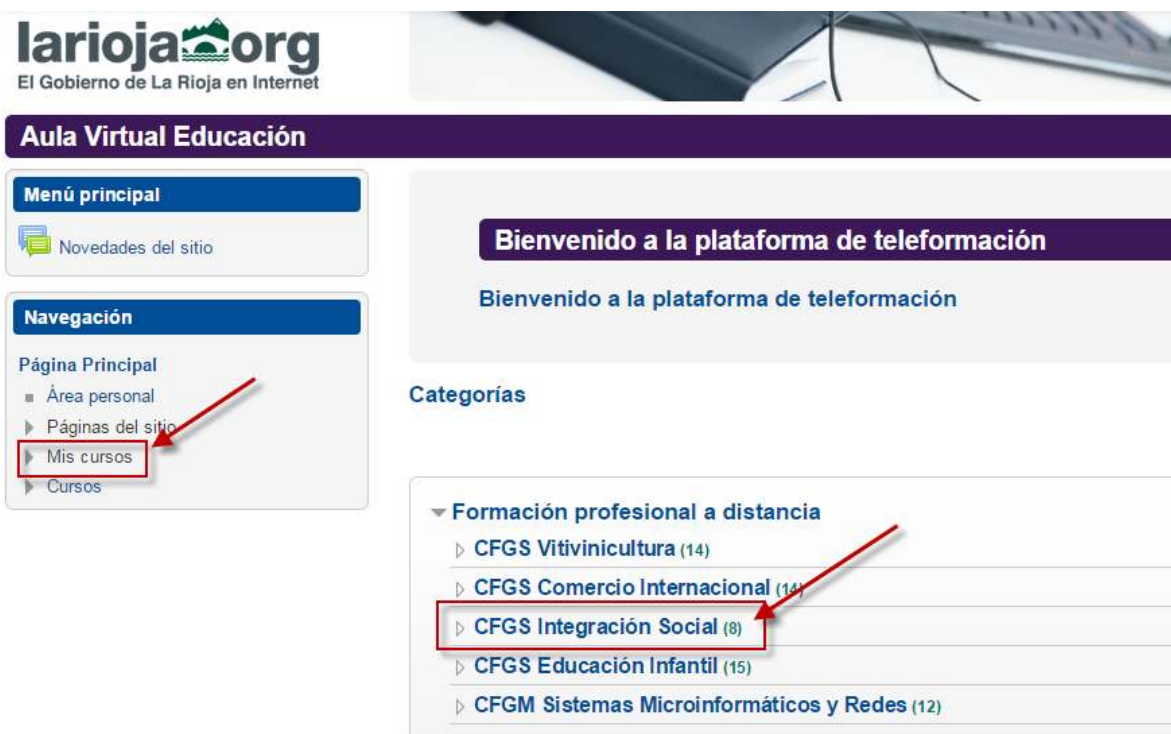 larioja.org
El Gobierno de La Rioja en Internet
Aula Virtual Educación
Menú principal
Novedades del sitio
Navegación
Página Principal
Área personal
Páginas del sitio
Mis cursos
Cursos
Bienvenido a la plataforma de teleformación
Bienvenido a la plataforma de teleformación
Categorías
Formación profesional a distancia
CFGS Vitivinicultura (14)
CFGS Comercio Internacional (14)
CFGS Integración Social (8)
CFGS Educación Infantil (15)
CFGM Sistemas Microinformáticos y Redes (12)